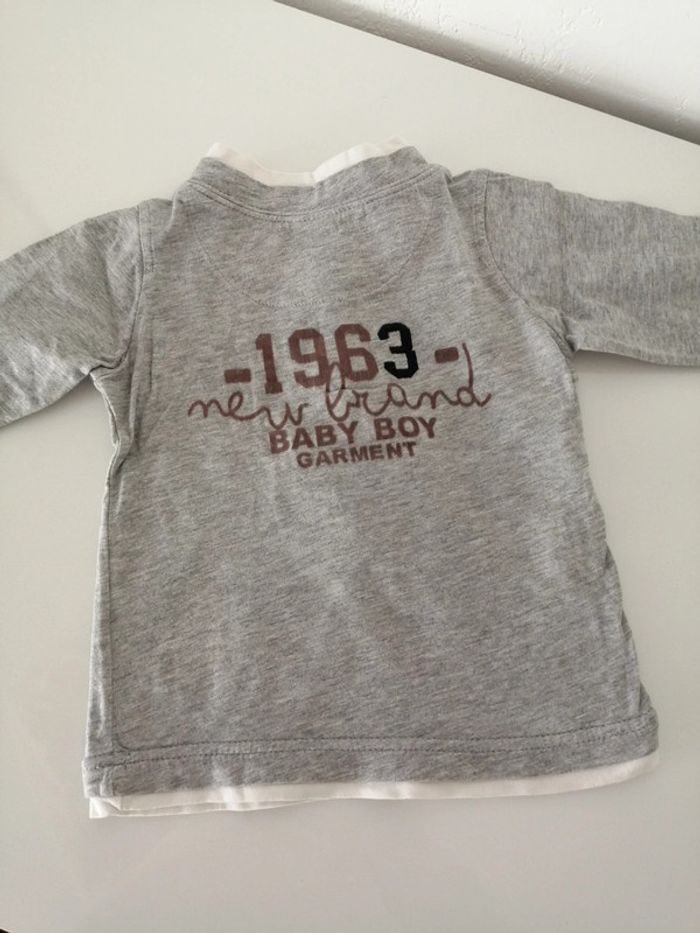 -1963-
new brand
BABY BOY
GARMENT